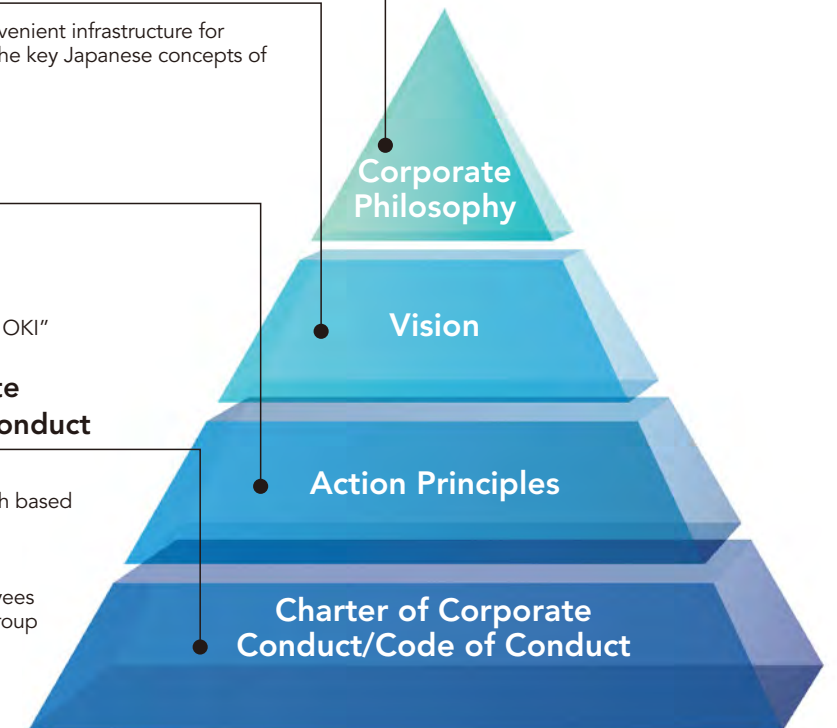 venient infrastructure for
he key Japanese concepts of
OKI”
te
onduct
h based
ees
roup
Corporate
Philosophy
Vision
Action Principles
Charter of Corporate
Conduct/Code of Conduct